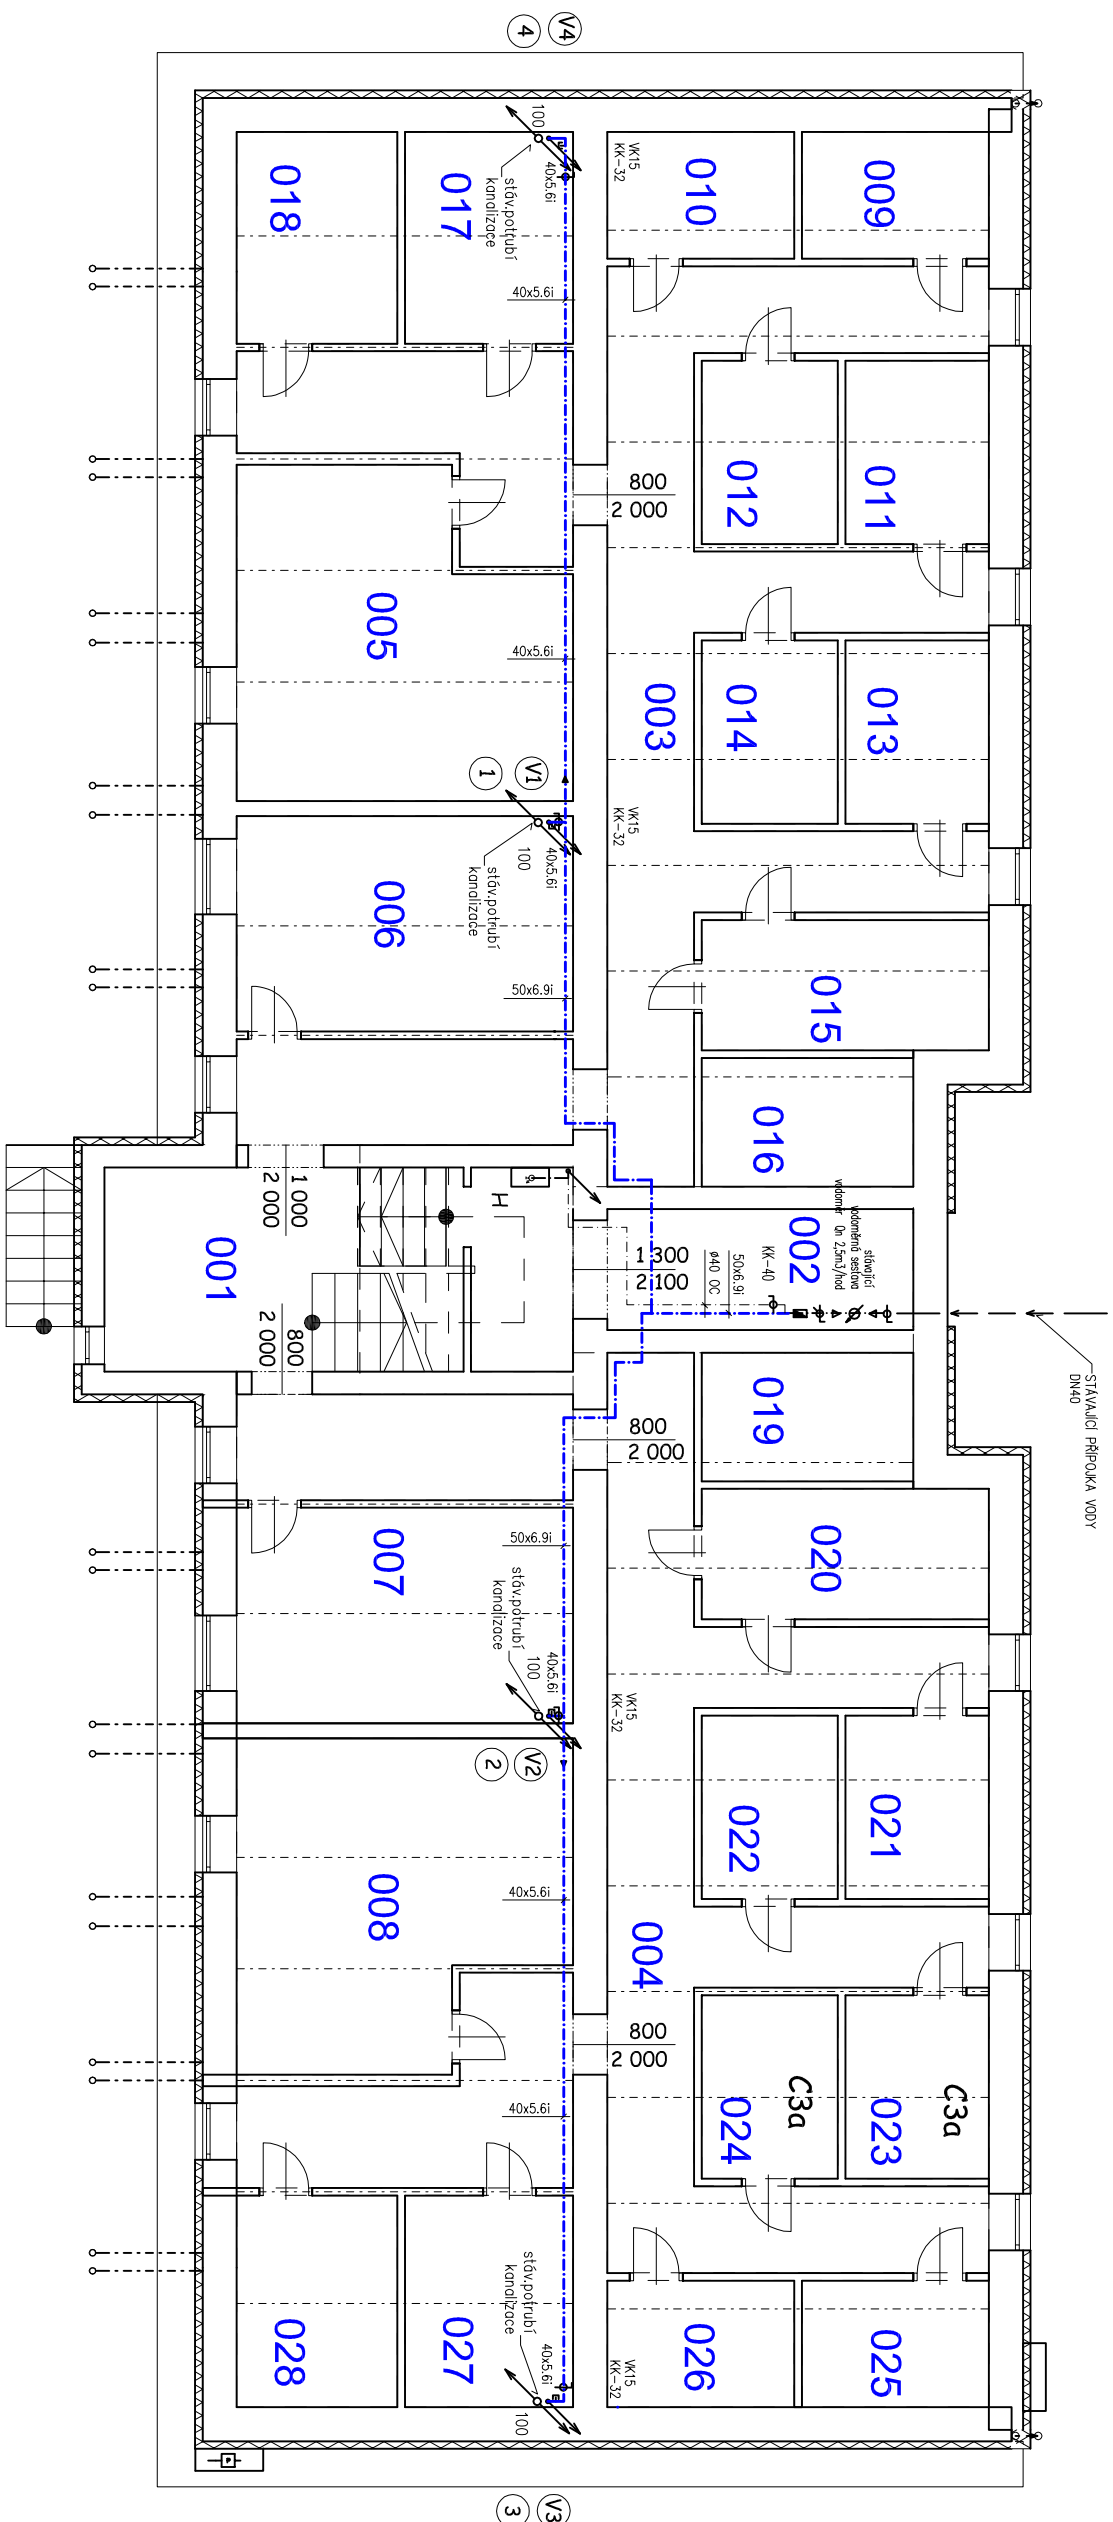 V4
4
100
stáv.potrubí
kanalizace
40x5.6i
VK15
KK-32
009
010
017
018
40x5.6i
011
012
800
2 000
005
40x5.6i
013
014
003
V1
1
VK15
KK-32
40x5.6i
100
stáv.potrubí
kanalizace
006
50x6.9i
015
016
H
1 000
2 000
001
800
2 000
1 300
2 100
002
stávající
vodoměrná sestava
vodoměr Qn 2,5m3/hod
KK-40
50x6.9i
ø40 OC
STÁVAJÍCÍ PŘÍPOJKA VODY
DN40
019
800
2 000
020
007
50x6.9i
stáv.potrubí
kanalizace
100
40x5.6i
VK15
KK-32
V2
2
021
022
008
40x5.6i
004
800
2 000
C3a
023
C3a
024
40x5.6i
025
026
027
028
stáv.potrubí
kanalizace
40x5.6i
100
VK15
KK-32
V3
3